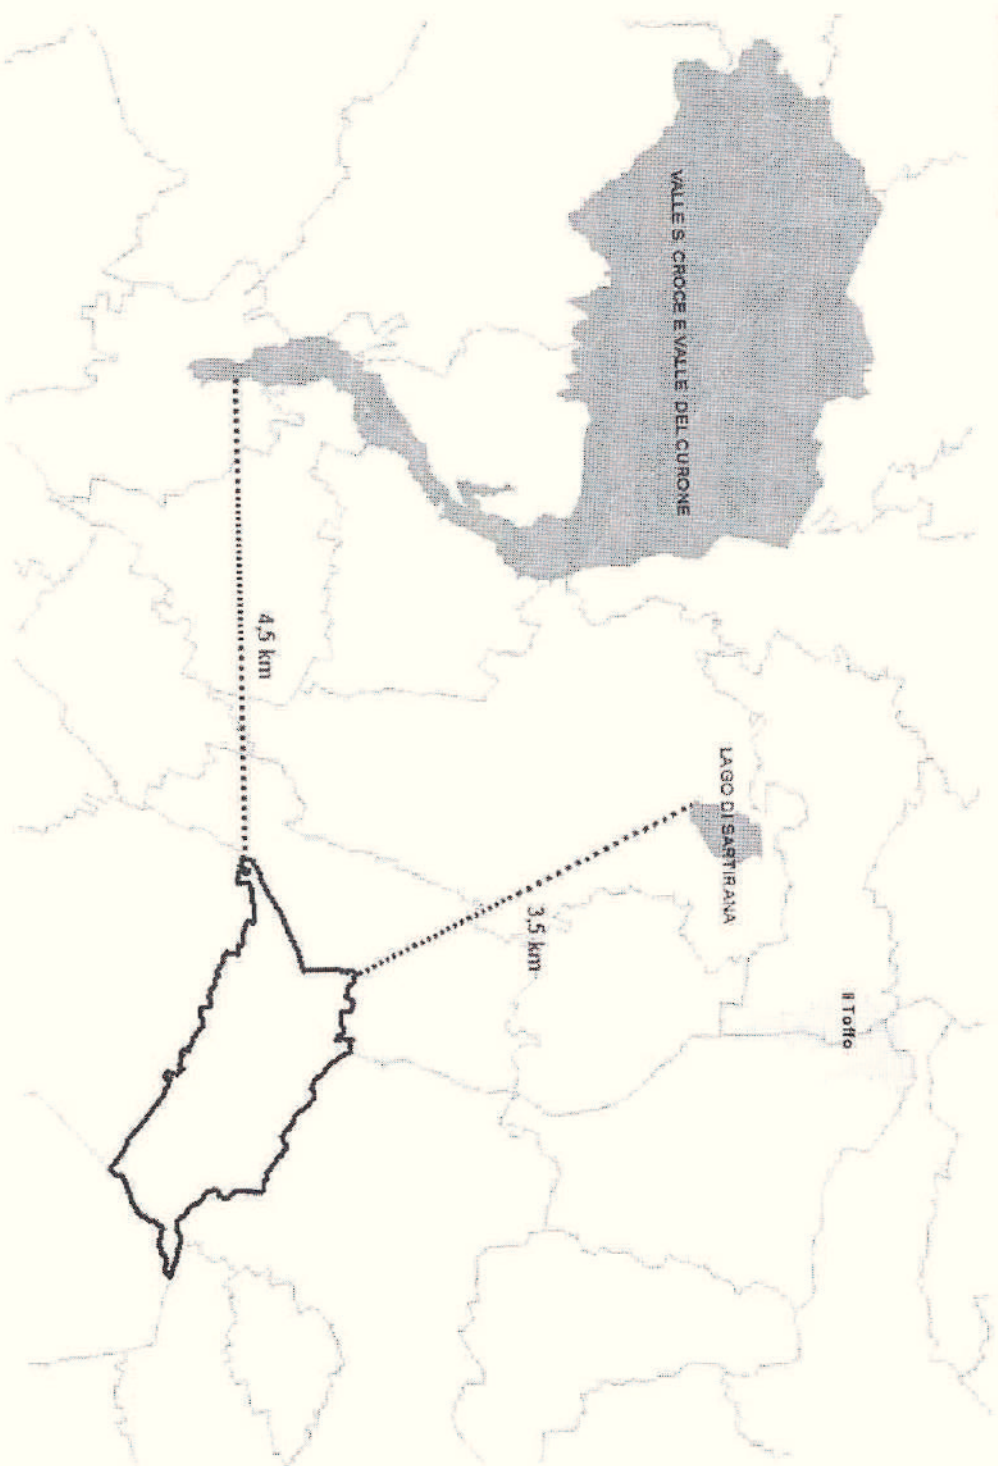 VALLE S. CROCE E VALLE DEL CURONE
LAGO DI SARTIRANA
Il Toffo
3,5 km
4,5 km